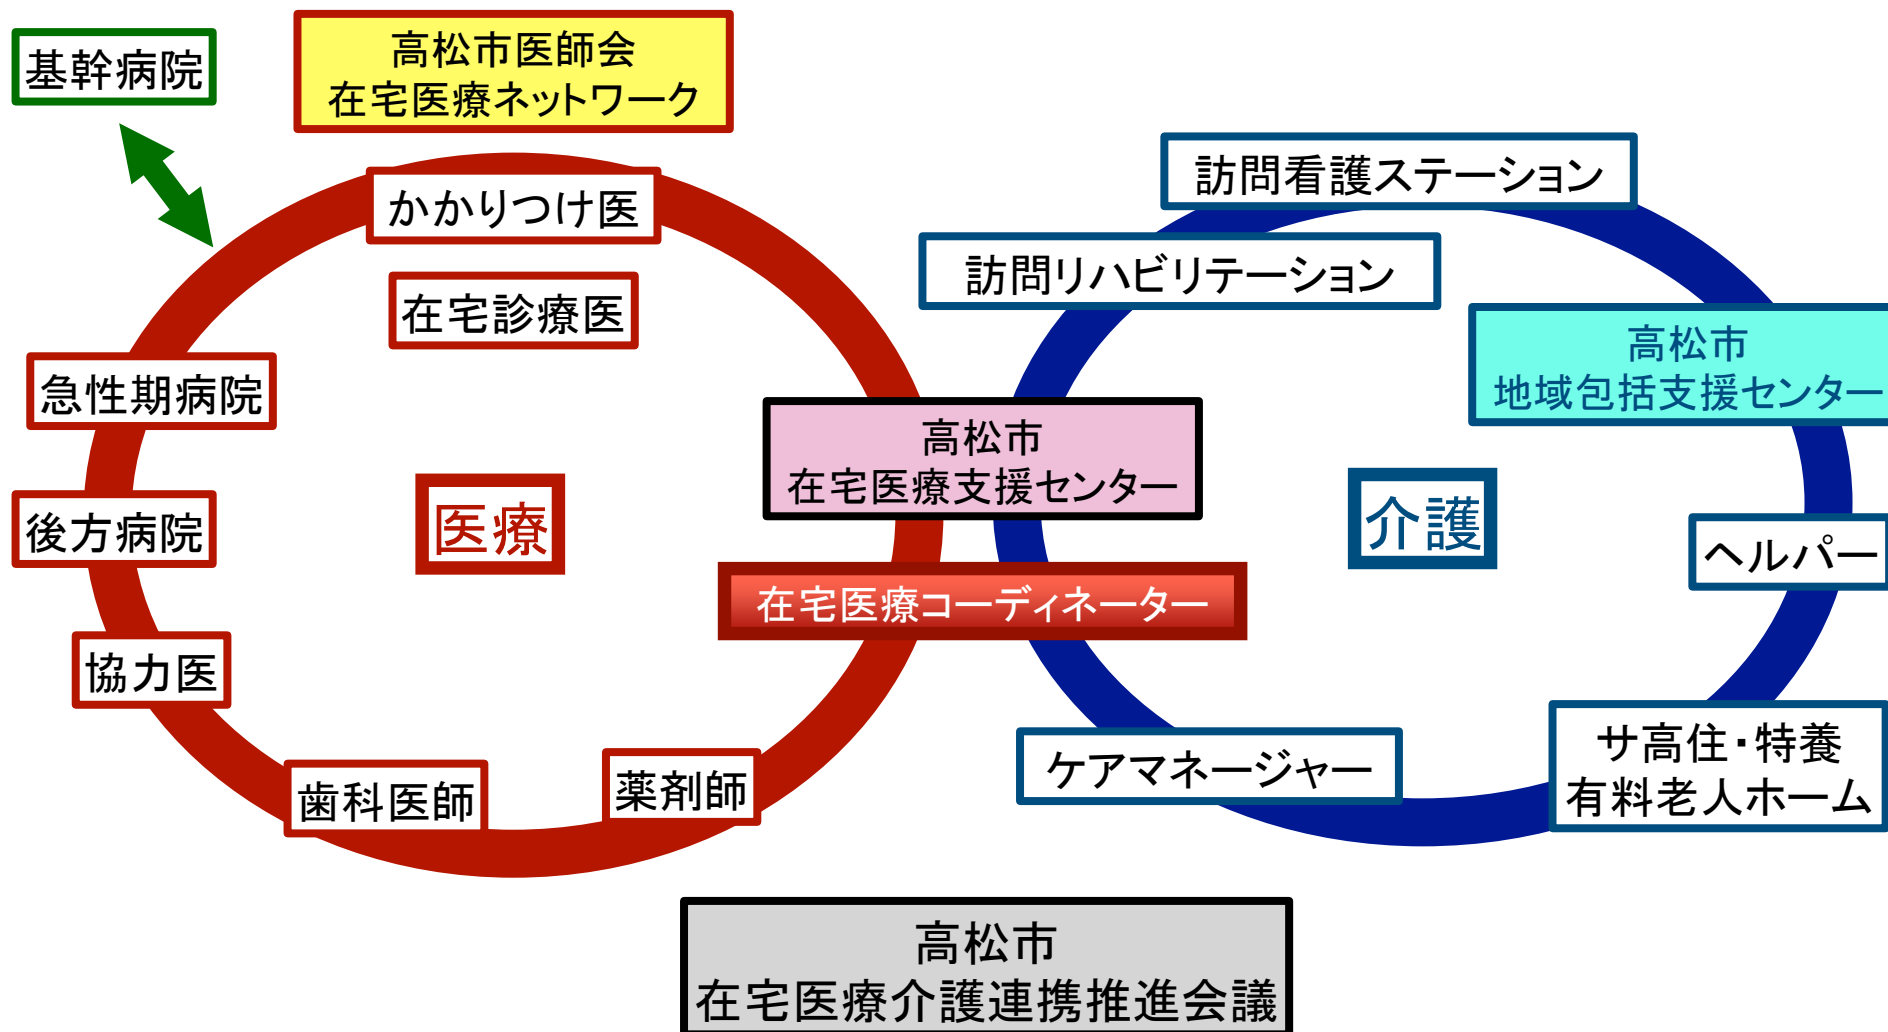 基幹病院
高松市医師会
在宅医療ネットワーク
かかりつけ医
訪問看護ステーション
訪問リハビリテーション
在宅診療医
高松市
地域包括支援センター
急性期病院
高松市
在宅医療支援センター
後方病院
医療
介護
ヘルパー
在宅医療コーディネーター
協力医
サ高住・特養
有料老人ホーム
ケアマネージャー
歯科医師
薬剤師
高松市
在宅医療介護連携推進会議